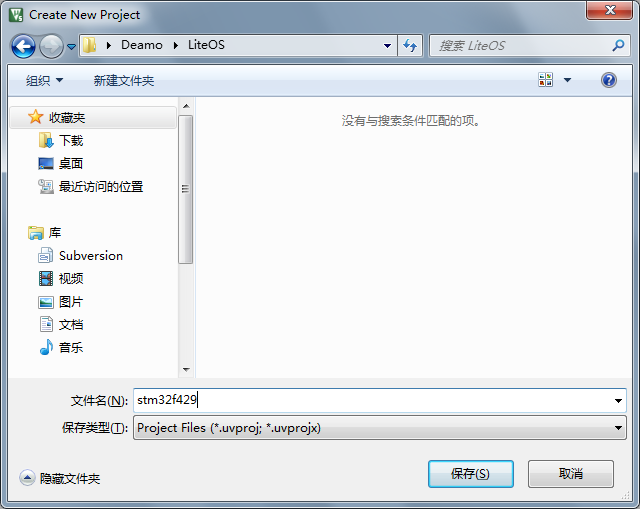 Create New Project
Deamo LiteOS
搜索 LiteOS
组织 新建文件夹
收藏夹
下载
桌面
最近访问的位置
库
Subversion
视频
图片
文档
音乐
没有与搜索条件匹配的项。
文件名(N): stm32f429
保存类型(T): Project Files (*.uvproj; *.uvprojx)
隐藏文件夹
保存(S)
取消